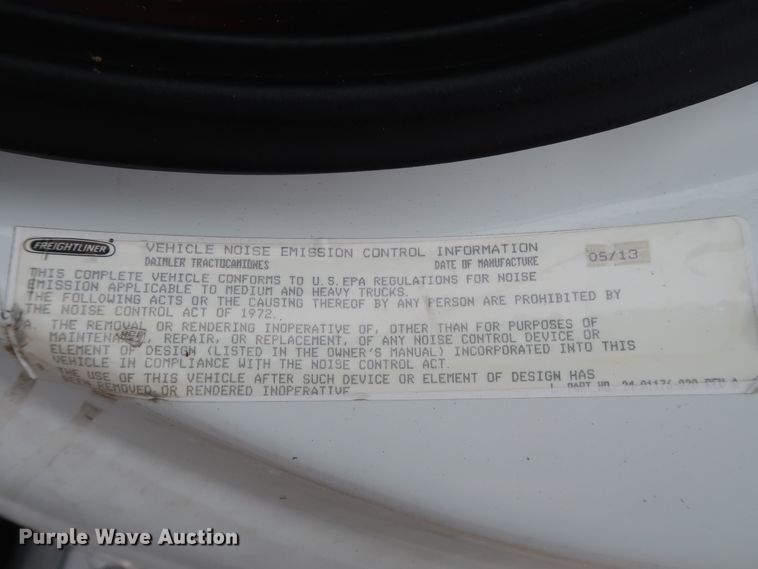 FREIGHTLINER
VEHICLE NOISE EMISSION CONTROL INFORMATION
DAIMLER TRACTOCAMIONES DATE OF MANUFACTURE 05/13
THIS COMPLETE VEHICLE CONFORMS TO U.S.EPA REGULATIONS FOR NOISE
EMISSION APPLICABLE TO MEDIUM AND HEAVY TRUCKS.
THE FOLLOWING ACTS OR THE CAUSING THEREOF BY ANY PERSON ARE PROHIBITED BY
THE NOISE CONTROL ACT OF 1972.
A. THE REMOVAL OR RENDERING INOPERATIVE OF, OTHER THAN FOR PURPOSES OF
MAINTENANCE, REPAIR, OR REPLACEMENT, OF ANY NOISE CONTROL DEVICE OR
ELEMENT OF DESIGN (LISTED IN THE OWNER'S MANUAL) INCORPORATED INTO THIS
VEHICLE IN COMPLIANCE WITH THE NOISE CONTROL ACT.
THE USE OF THIS VEHICLE AFTER SUCH DEVICE OR ELEMENT OF DESIGN HAS
BEEN REMOVED OR RENDERED INOPERATIVE
PART NO. REV A
Purple Wave Auction